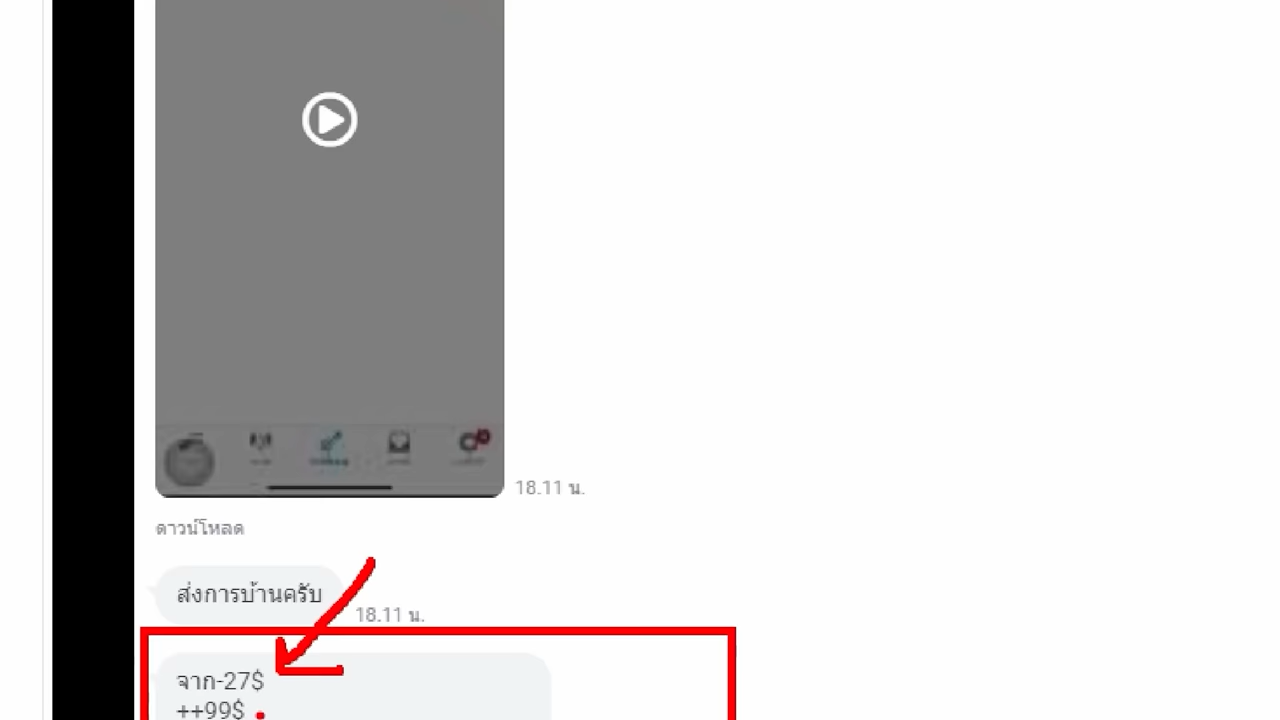 18.11 น.
ดาวน์โหลด
ส่งการบ้านครับ
18.11 น.
จาก-27$
++99$